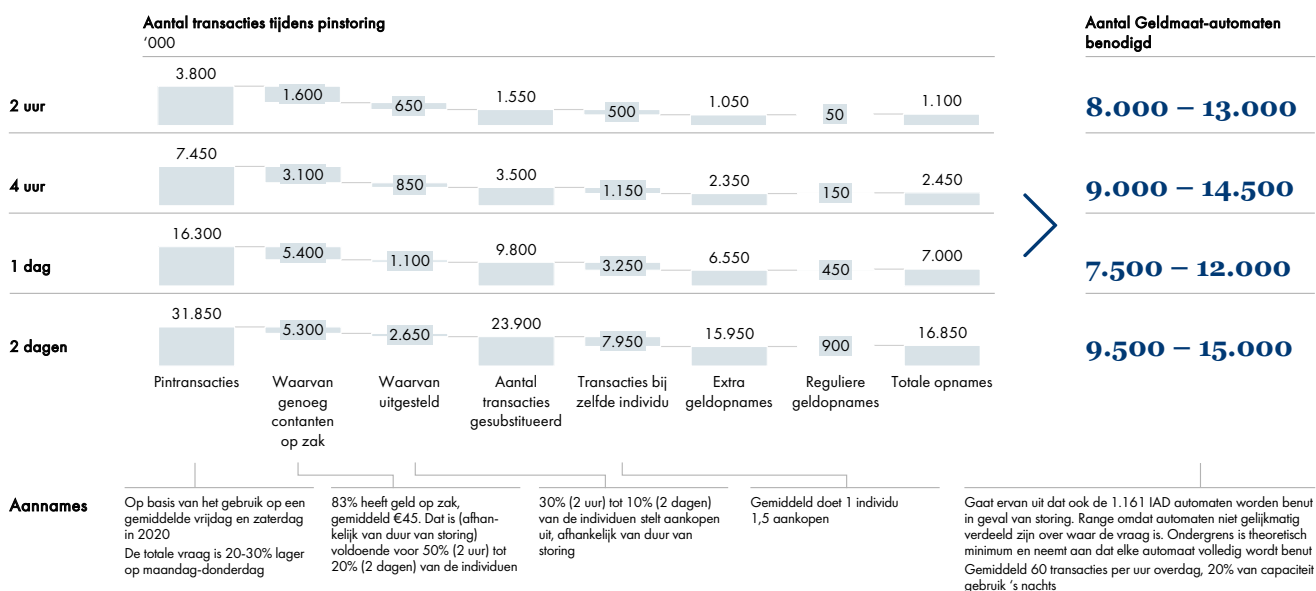 Aantal transacties tijdens pinstoring
'000
Aantal Geldmaat-automaten
benodigd
2 uur
3.800
1.600
650
1.550
500
1.050
50
1.100
8.000 – 13.000
4 uur
7.450
3.100
850
3.500
1.150
2.350
150
2.450
9.000 – 14.500
1 dag
16.300
5.400
1.100
9.800
3.250
6.550
450
7.000
7.500 – 12.000
2 dagen
31.850
5.300
2.650
23.900
7.950
15.950
900
16.850
9.500 – 15.000
Pintransacties
Waarvan
genoeg
contanten
op zak
Waarvan
uitgesteld
Aantal
transacties
gesubstitueerd
Transacties bij
zelfde individu
Extra
geldopnames
Reguliere
geldopnames
Totale opnames
Aannames
Op basis van het gebruik op een
gemiddelde vrijdag en zaterdag
in 2020
De totale vraag is 20-30% lager
op maandag-donderdag
83% heeft geld op zak,
gemiddeld €45. Dat is (afhan-
kelijk van duur van storing)
voldoende voor 50% (2 uur) tot
20% (2 dagen) van de individuen
30% (2 uur) tot 10% (2 dagen)
van de individuen stelt aankopen
uit, afhankelijk van duur van
storing
Gemiddeld doet 1 individu
1,5 aankopen
Gaat ervan uit dat ook de 1.161 IAD automaten worden benut
in geval van storing. Range omdat automaten niet gelijkmatig
verdeeld zijn over waar de vraag is. Ondergrens is theoretisch
minimum en neemt aan dat elke automaat volledig wordt benut
Gemiddeld 60 transacties per uur overdag, 20% van capaciteit
gebruik 's nachts